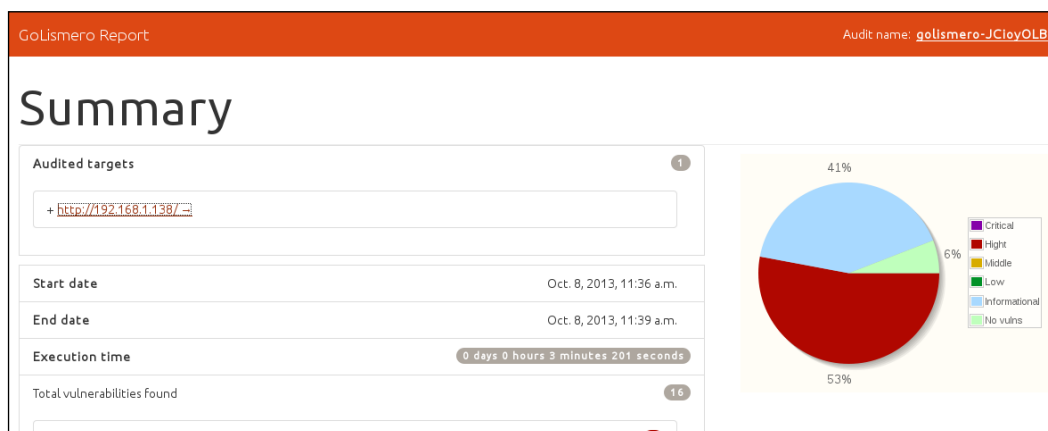 GoLismero Report
Audit name: golismero-JCIoyOLB
Summary
Audited targets
1
+ http://192.168.1.138/ →
Start date
Oct. 8, 2013, 11:36 a.m.
End date
Oct. 8, 2013, 11:39 a.m.
Execution time
0 days 0 hours 3 minutes 201 seconds
Total vulnerabilities found
16
41%
6%
53%
Critical
Hight
Middle
Low
Informational
No vulns